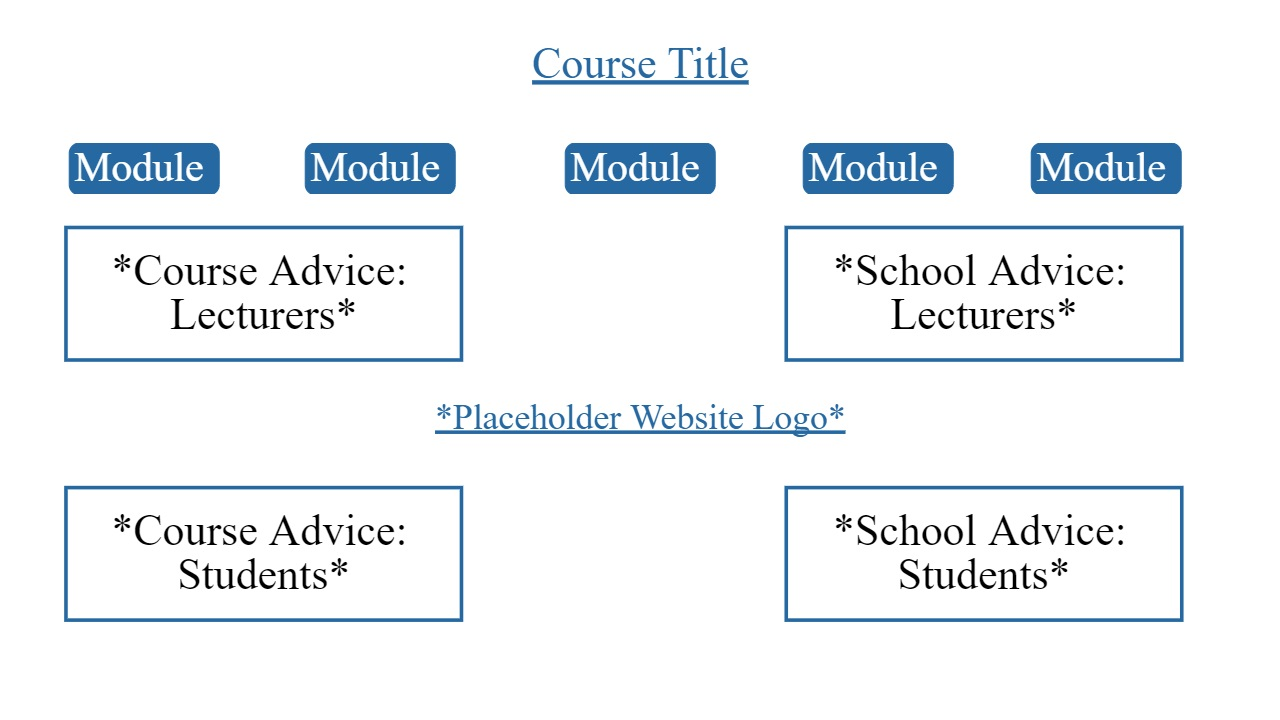 Course Title
Module Module Module Module Module
*Course Advice:
Lecturers*
*School Advice:
Lecturers*
*Placeholder Website Logo*
*Course Advice:
Students*
*School Advice:
Students*